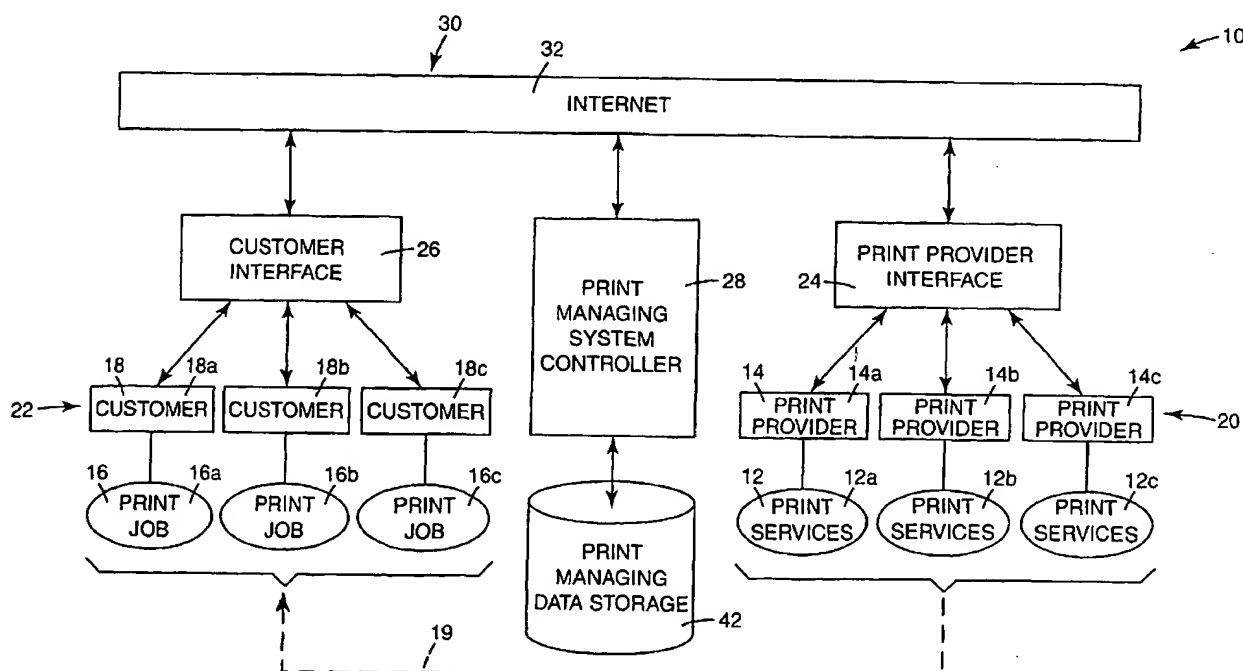 30
10
32
INTERNET
CUSTOMER
INTERFACE
26
PRINT
MANAGING
SYSTEM
CONTROLLER
28
PRINT PROVIDER
INTERFACE
24
22
18
18a
CUSTOMER
18b
CUSTOMER
18c
CUSTOMER
14
14a
PRINT
PROVIDER
14b
PRINT
PROVIDER
14c
PRINT
PROVIDER
20
16
16a
PRINT
JOB
16b
PRINT
JOB
16c
PRINT
JOB
PRINT
MANAGING
DATA STORAGE
42
12
12a
PRINT
SERVICES
12b
PRINT
SERVICES
12c
PRINT
SERVICES
19